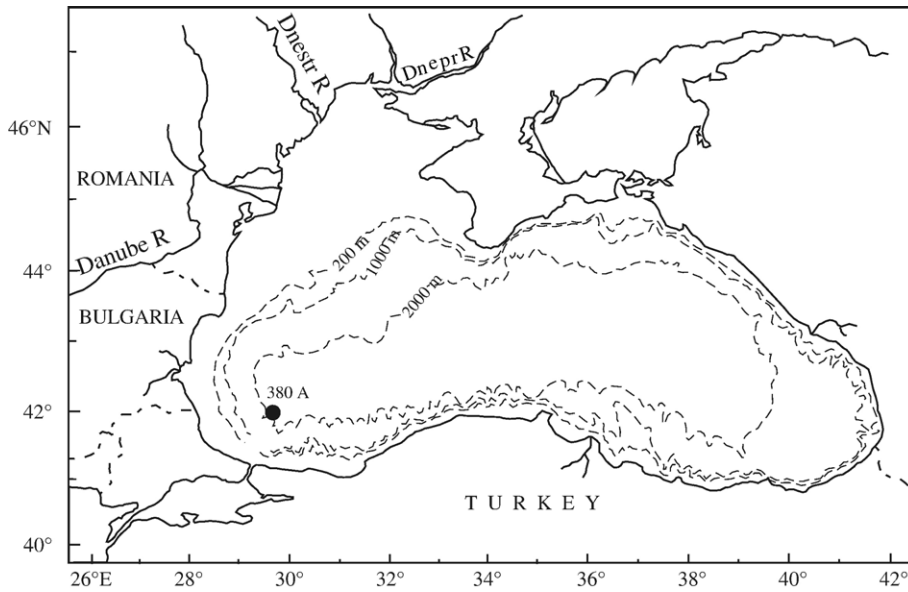 Dnestr R
Dnepr R
46°N
ROMANIA
Danube R
44°
BULGARIA
200 m
1000 m
2000 m
380 A
42°
TURKEY
40°
26°E 28° 30° 32° 34° 36° 38° 40° 42°